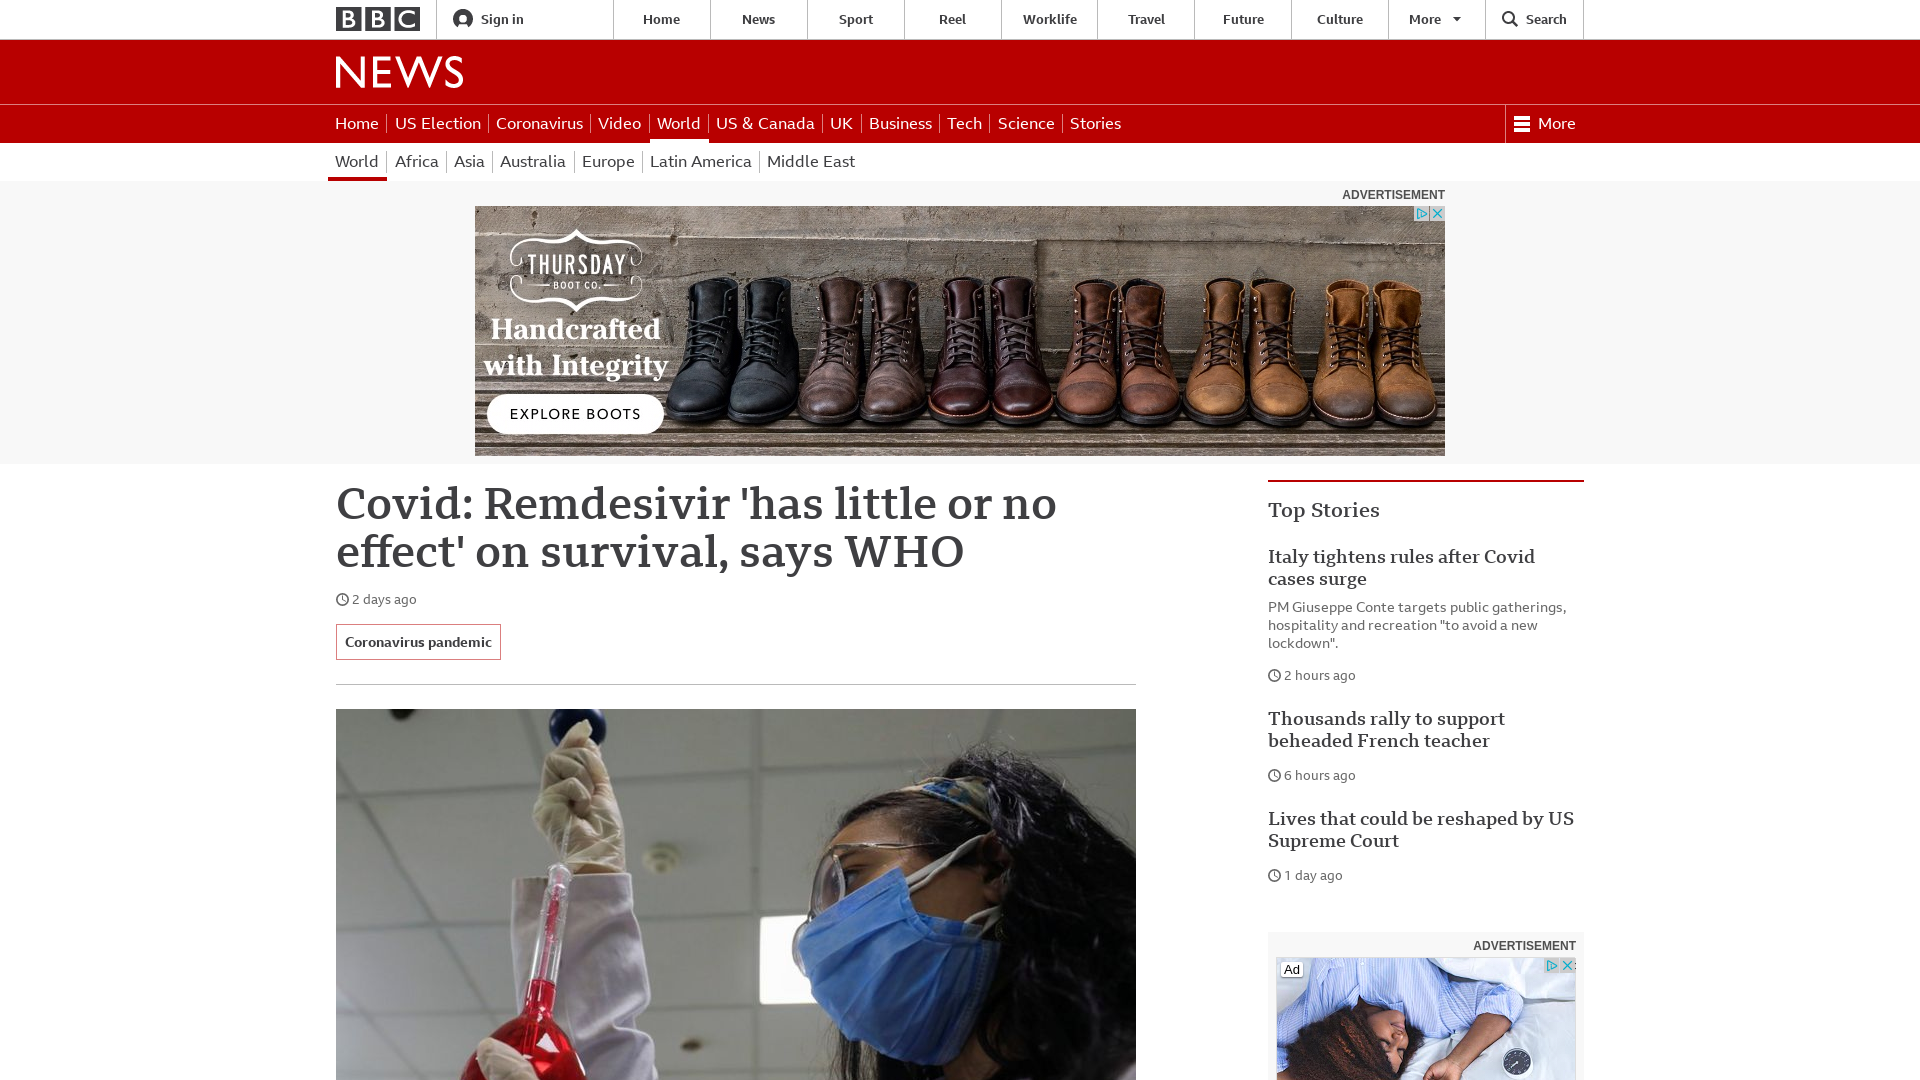 BBC
Sign in
Home
News
Sport
Reel
Worklife
Travel
Future
Culture
More
Search
NEWS
Home
US Election
Coronavirus
Video
World
US & Canada
UK
Business
Tech
Science
Stories
More
World
Africa
Asia
Australia
Europe
Latin America
Middle East
ADVERTISEMENT
THURSDAY
BOOT CO.
Handcrafted
with Integrity
EXPLORE BOOTS
Covid: Remdesivir 'has little or no
effect' on survival, says WHO
2 days ago
Coronavirus pandemic
Top Stories
Italy tightens rules after Covid
cases surge
PM Giuseppe Conte targets public gatherings,
hospitality and recreation "to avoid a new
lockdown".
2 hours ago
Thousands rally to support
beheaded French teacher
6 hours ago
Lives that could be reshaped by US
Supreme Court
1 day ago
ADVERTISEMENT
Ad